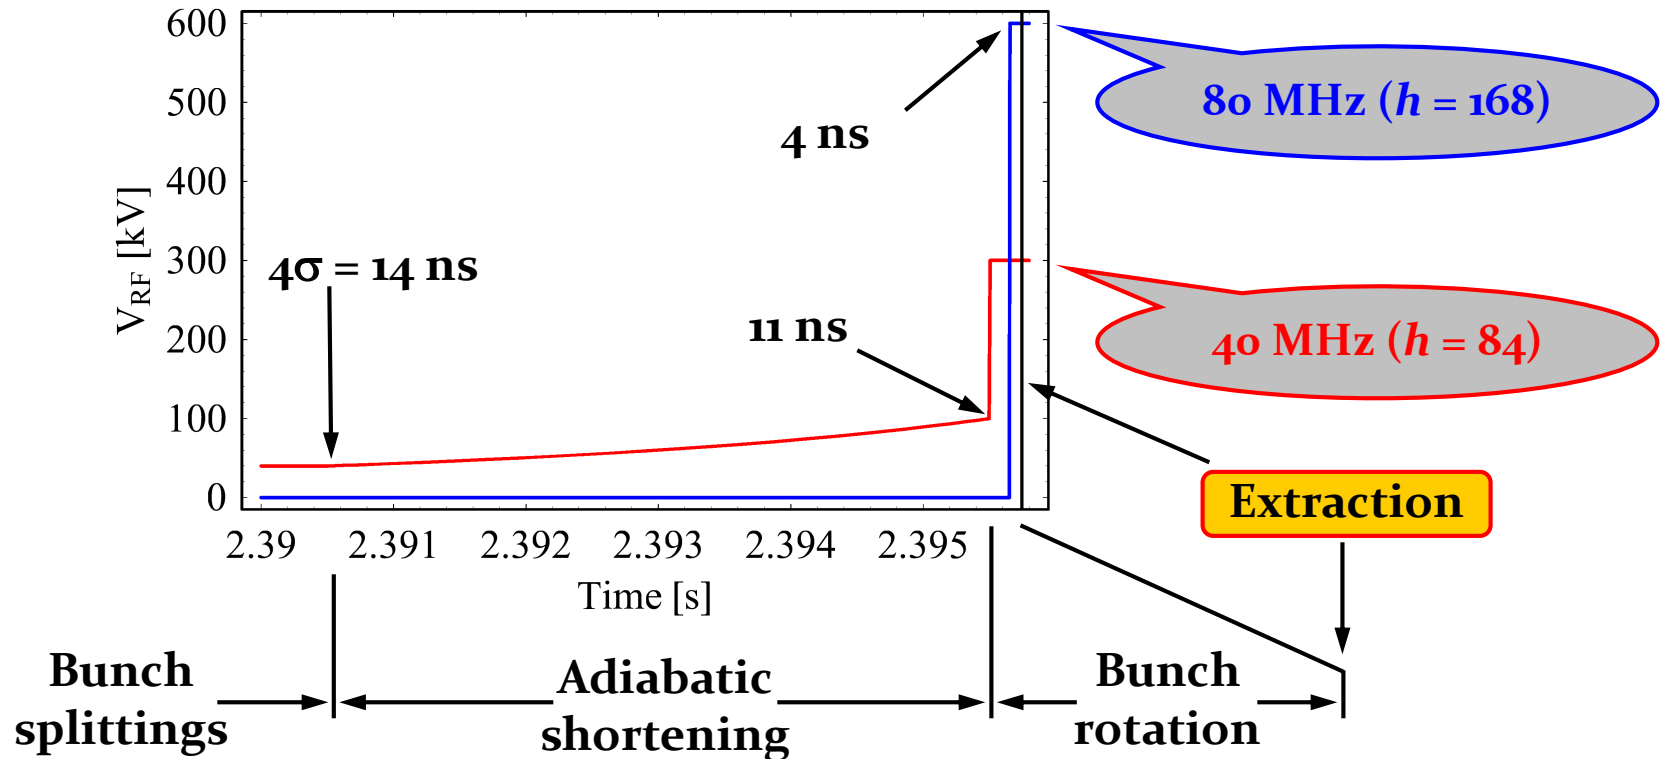 600
500
400
300
200
100
0
V_RF [kV]
2.39 2.391 2.392 2.393 2.394 2.395
Time [s]
4 ns
4σ = 14 ns
11 ns
80 MHz (h = 168)
40 MHz (h = 84)
Extraction
Bunch
splittings
Adiabatic
shortening
Bunch
rotation